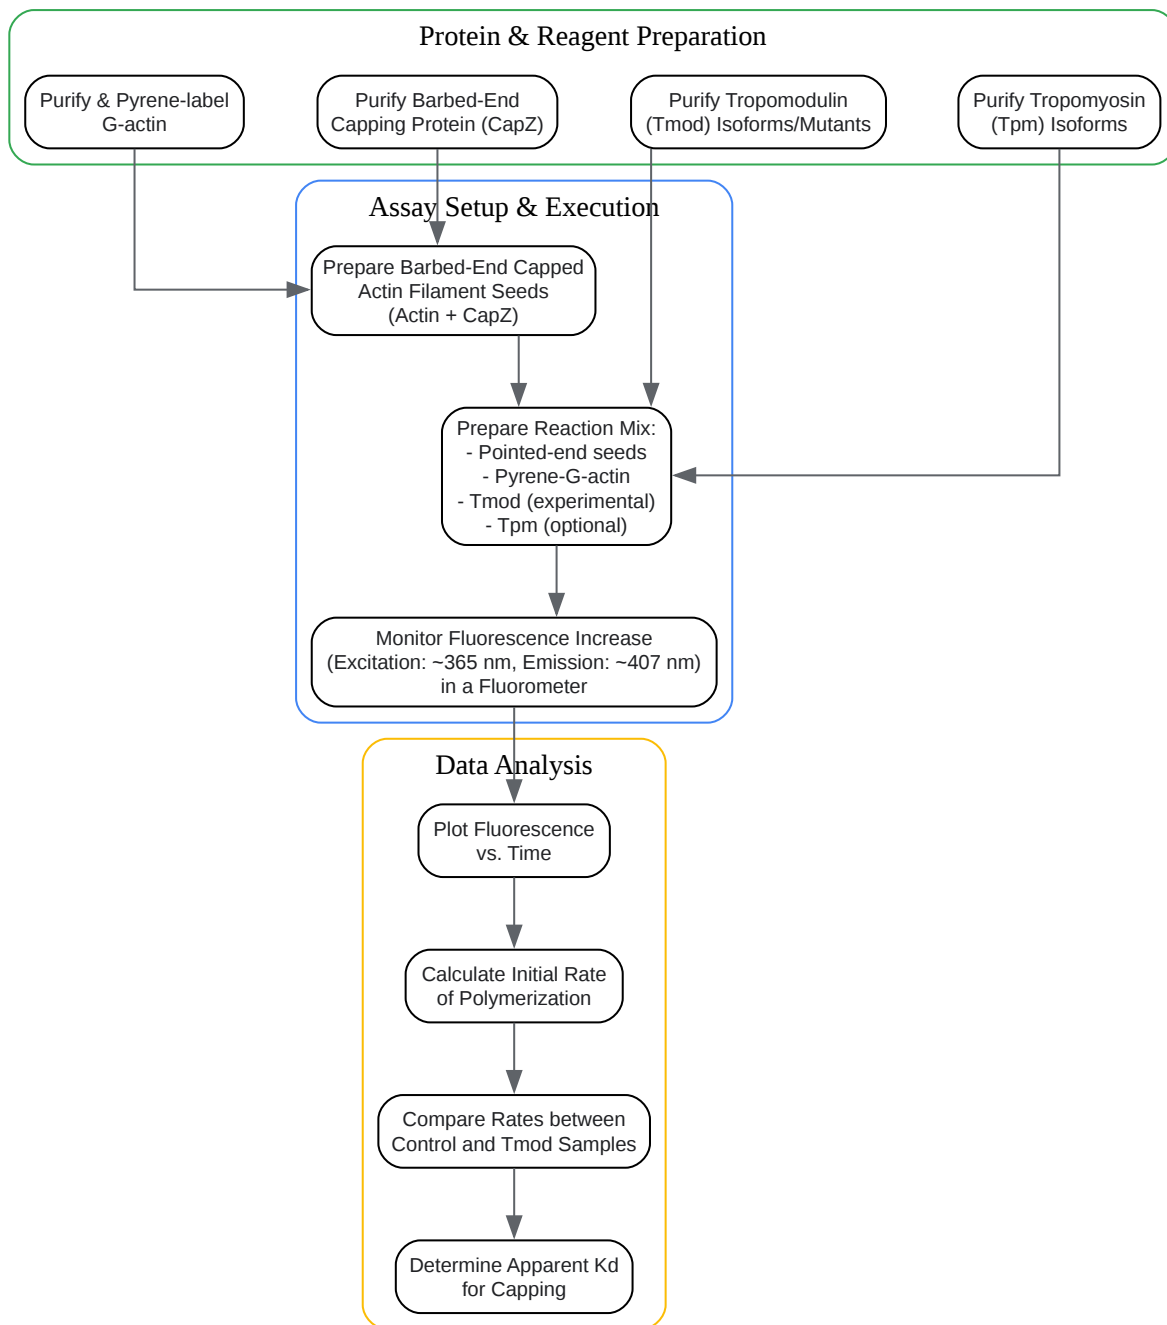 Protein & Reagent Preparation
Purify & Pyrene-label
G-actin
Purify Barbed-End
Capping Protein (CapZ)
Purify Tropomodulin
(Tmod) Isoforms/Mutants
Purify Tropomyosin
(Tpm) Isoforms
Assay Setup & Execution
Prepare Barbed-End Capped
Actin Filament Seeds
(Actin + CapZ)
Prepare Reaction Mix:
- Pointed-end seeds
- Pyrene-G-actin
- Tmod (experimental)
- Tpm (optional)
Monitor Fluorescence Increase
(Excitation: ~365 nm, Emission: ~407 nm)
in a Fluorometer
Data Analysis
Plot Fluorescence
vs. Time
Calculate Initial Rate
of Polymerization
Compare Rates between
Control and Tmod Samples
Determine Apparent Kd
for Capping